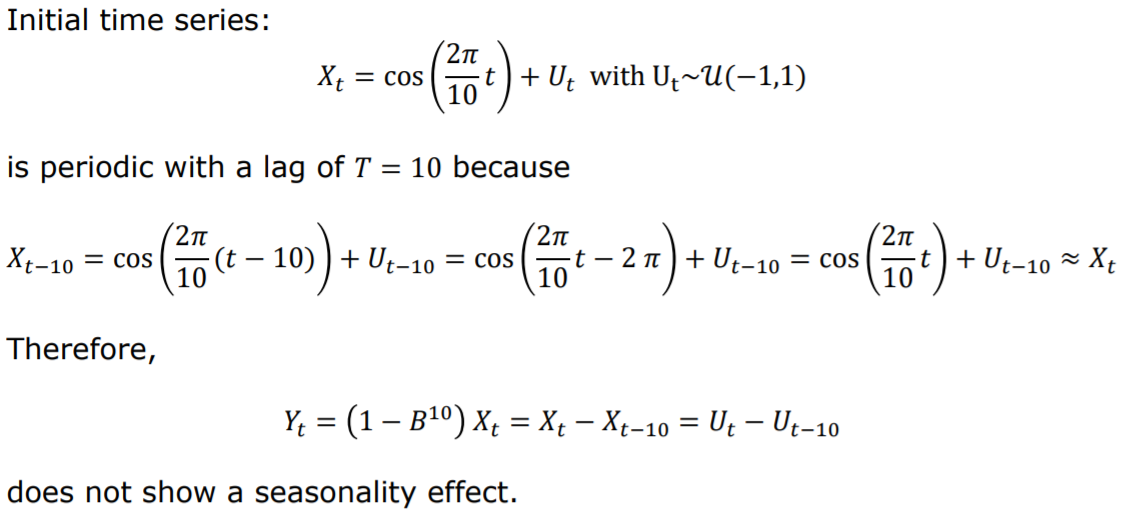 Initial time series:
X_t = cos(2π/10 t) + U_t with U_t~𝒰(−1,1)
is periodic with a lag of T = 10 because
X_{t−10} = cos(2π/10 (t − 10)) + U_{t−10} = cos(2π/10 t − 2 π) + U_{t−10} = cos(2π/10 t) + U_{t−10} ≈ X_t
Therefore,
Y_t = (1 − B^{10}) X_t = X_t − X_{t−10} = U_t − U_{t−10}
does not show a seasonality effect.